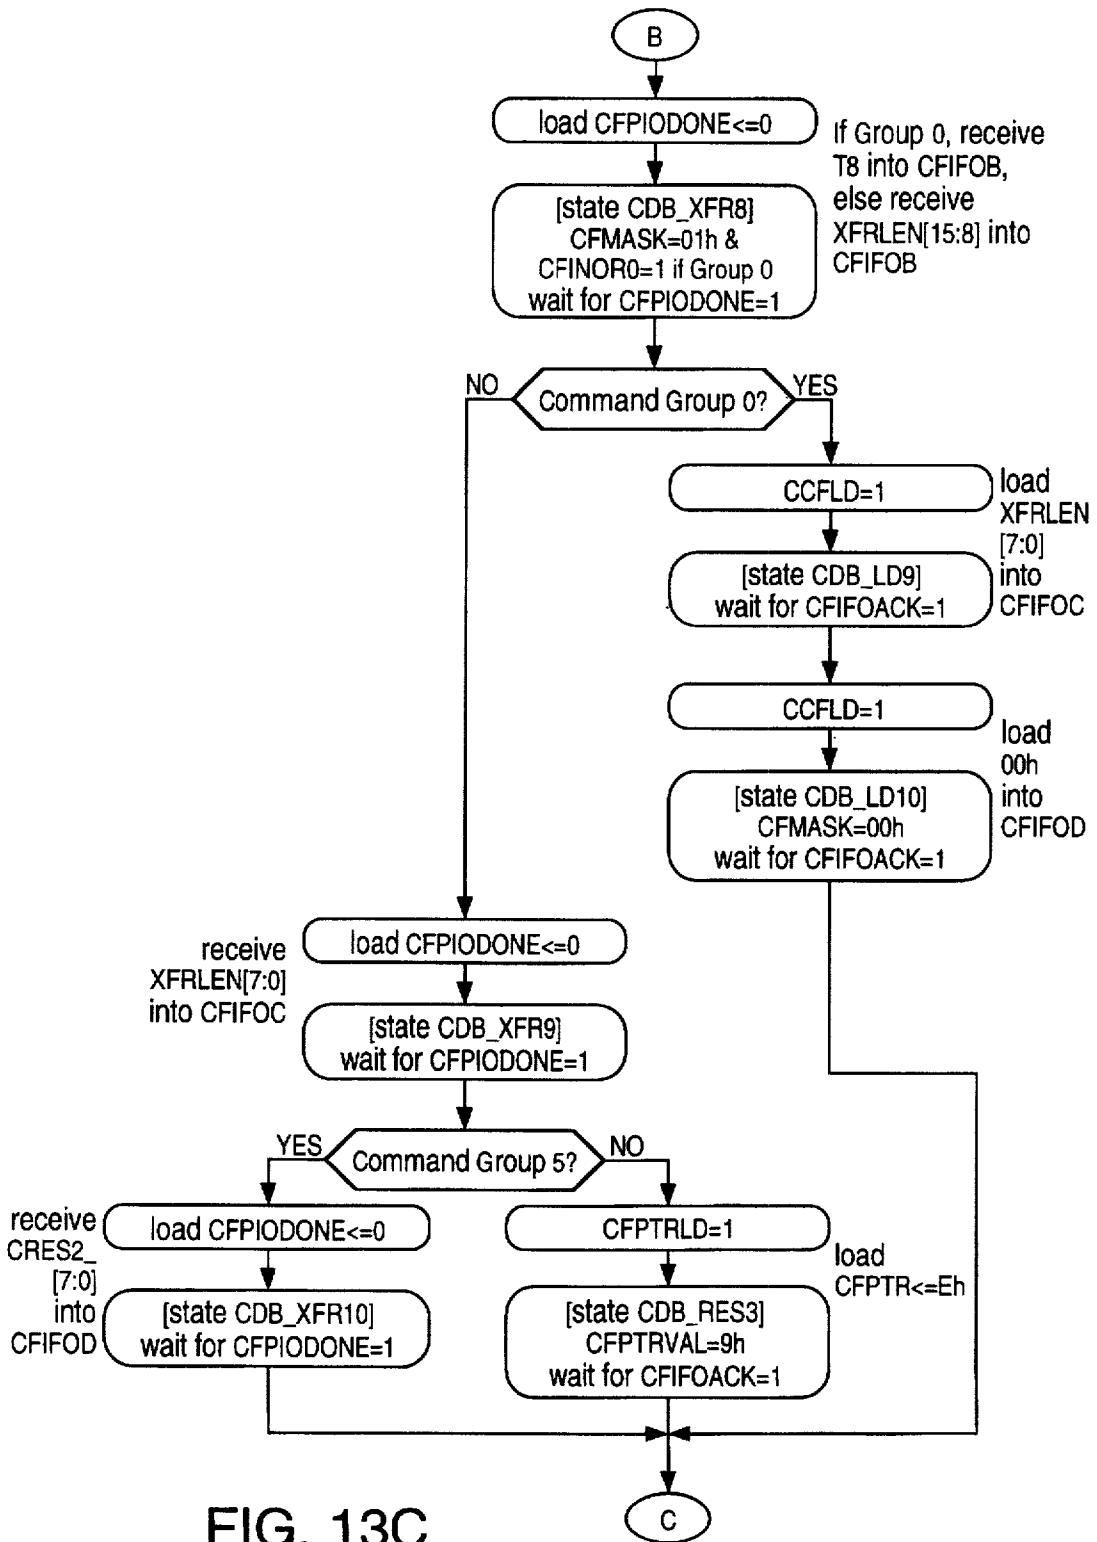 B
load CFPIODONE<=0
If Group 0, receive
T8 into CFIFOB,
else receive
XFRLEN[15:8] into
CFIFOB
[state CDB_XFR8]
CFMASK=01h &
CFINOR0=1 if Group 0
wait for CFPIODONE=1
NO
Command Group 0?
YES
CCFLD=1
load
XFRLEN
[7:0]
into
CFIFOC
[state CDB_LD9]
wait for CFIFOACK=1
CCFLD=1
load
00h
into
CFIFOD
[state CDB_LD10]
CFMASK=00h
wait for CFIFOACK=1
receive
XFRLEN[7:0]
into CFIFOC
load CFPIODONE<=0
[state CDB_XFR9]
wait for CFPIODONE=1
YES
Command Group 5?
NO
receive
CRES2_
[7:0]
into
CFIFOD
load CFPIODONE<=0
[state CDB_XFR10]
wait for CFPIODONE=1
CFPTRLD=1
load
CFPTR<=Eh
[state CDB_RES3]
CFPTRVAL=9h
wait for CFIFOACK=1
C
FIG. 13C